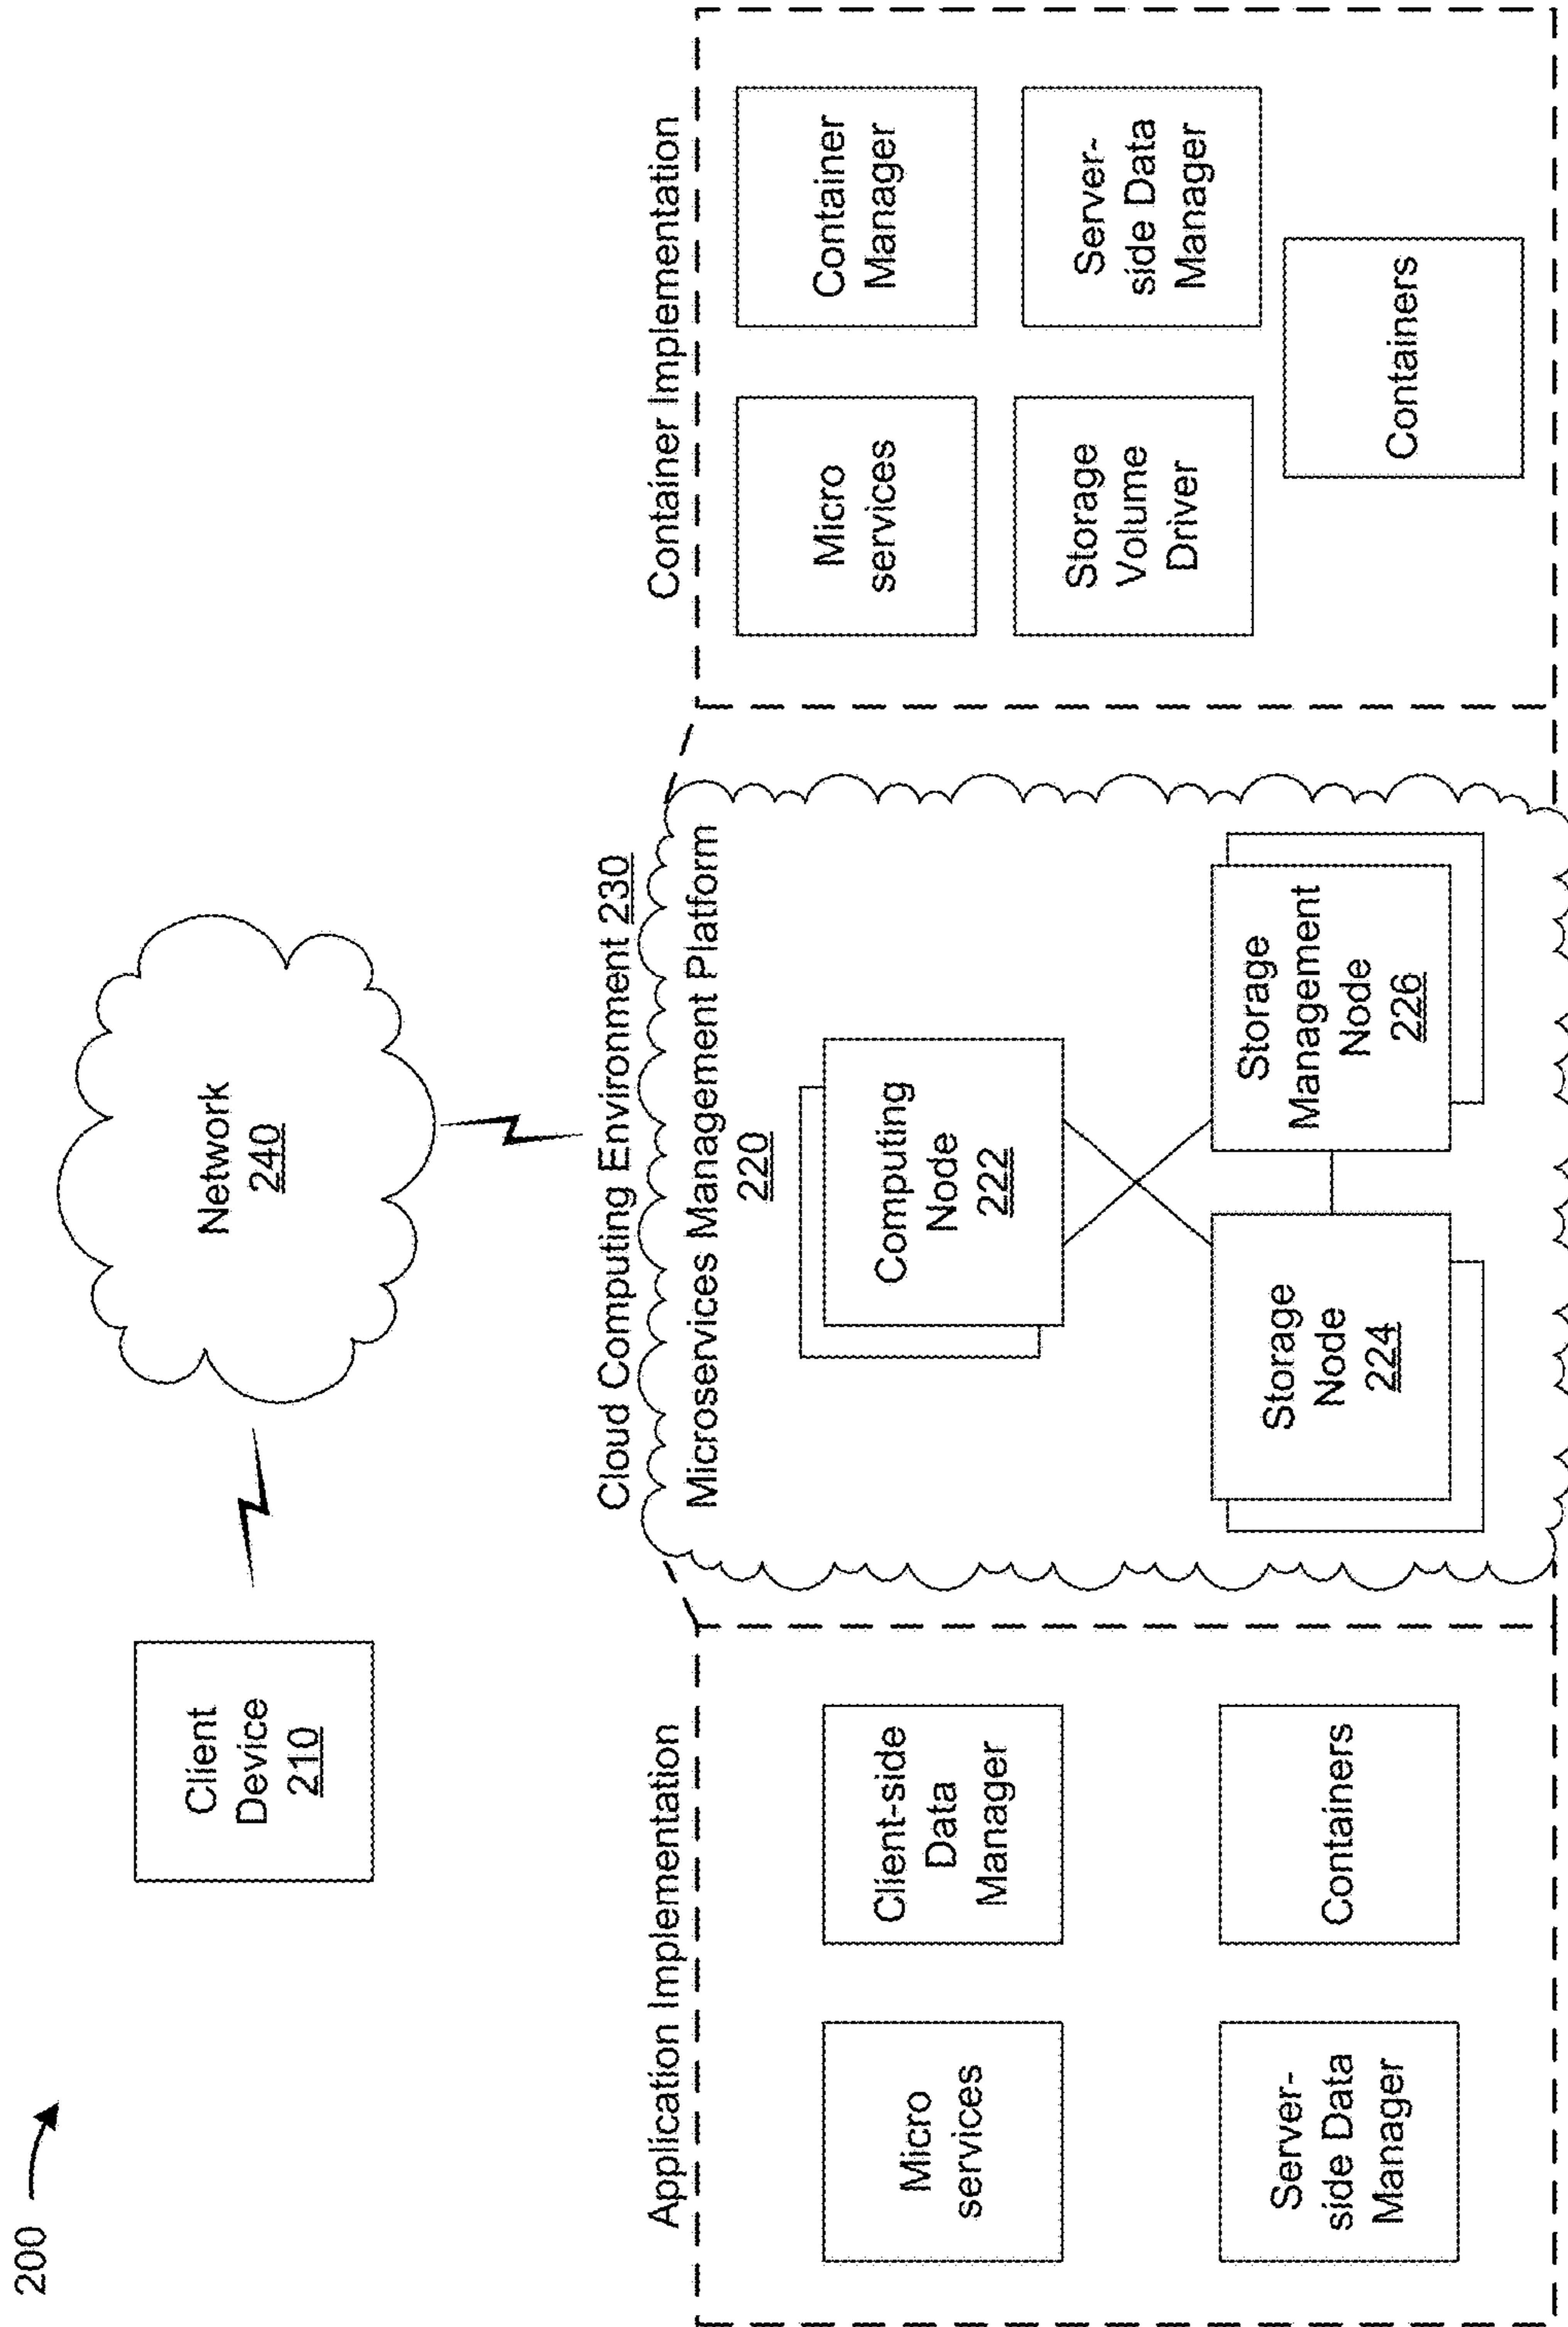 200
Client
Device
210
Network
240
Application Implementation
Micro
services
Client-side
Data
Manager
Server-
side Data
Manager
Containers
Cloud Computing Environment 230
Microservices Management Platform
220
Computing
Node
222
Storage
Node
224
Storage
Management
Node
226
Container Implementation
Micro
services
Container
Manager
Storage
Volume
Driver
Server-
side Data
Manager
Containers